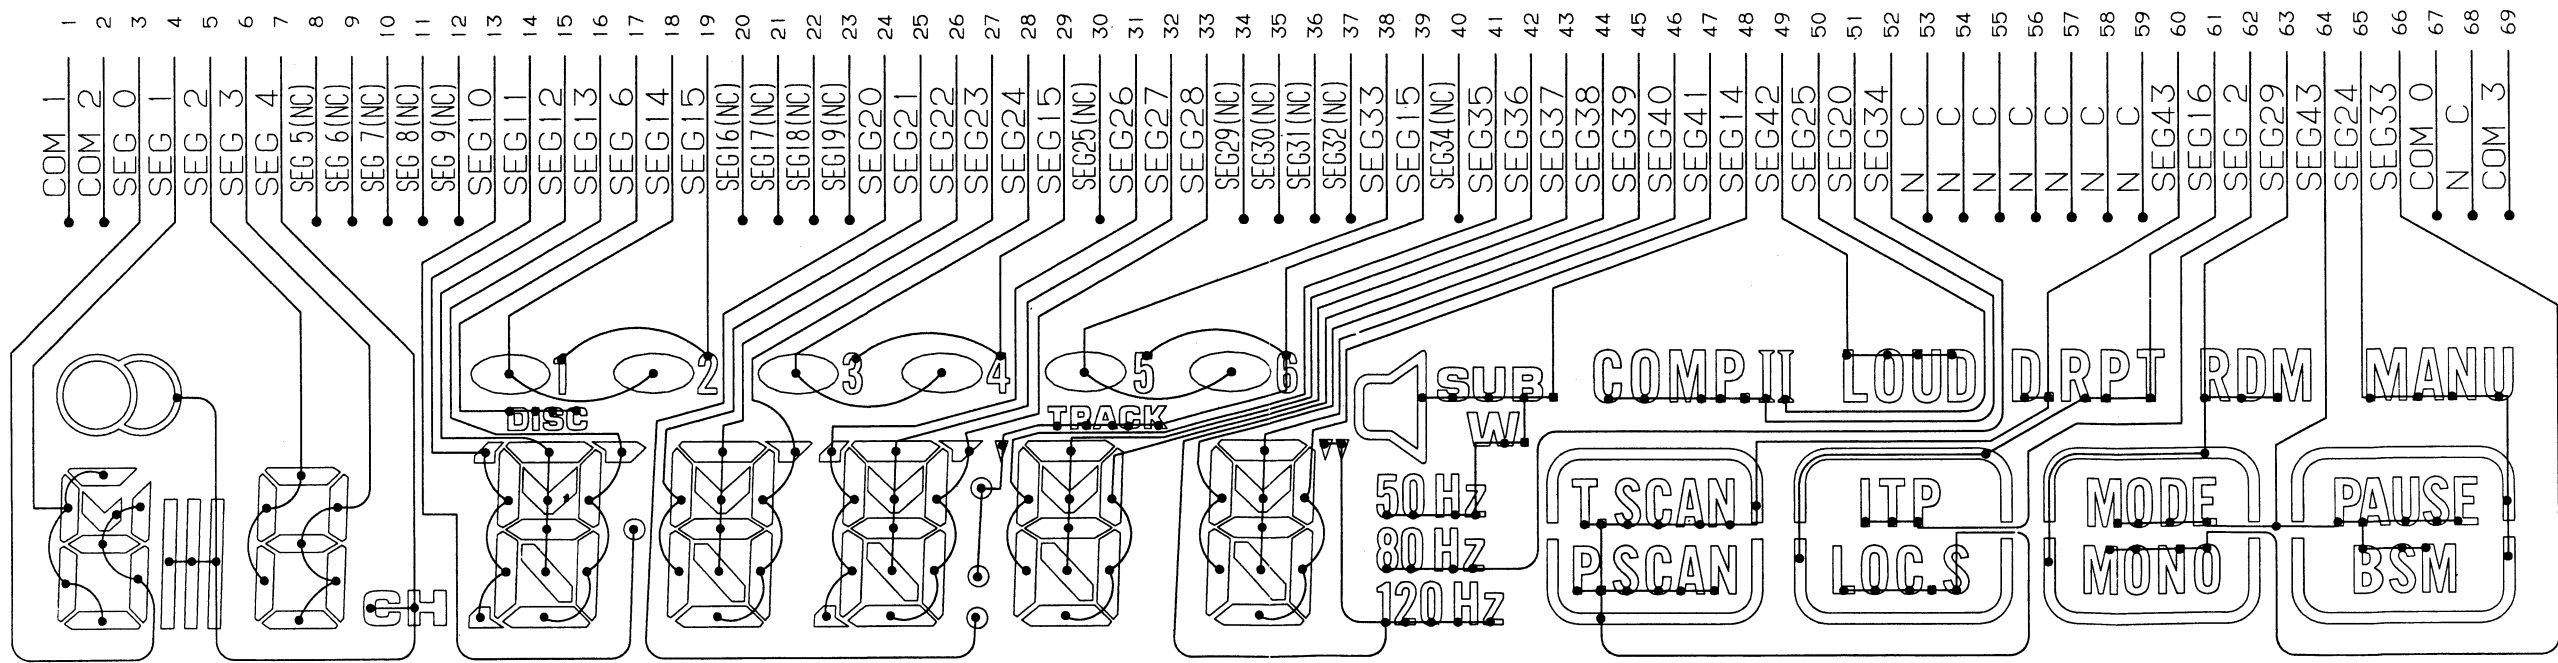 1 2 3 4 5 6 7 8 9 10 11 12 13 14 15 16 17 18 19 20 21 22 23 24 25 26 27 28 29 30 31 32 33 34 35 36 37 38 39 40 41 42 43 44 45 46 47 48 49 50 51 52 53 54 55 56 57 58 59 60 61 62 63 64 65 66 67 68 69
COM 1
COM 2
SEG 0
SEG 1
SEG 2
SEG 3
SEG 4
SEG 5(NC)
SEG 6(NC)
SEG 7(NC)
SEG 8(NC)
SEG 9(NC)
SEG10
SEG11
SEG12
SEG13
SEG 6
SEG14
SEG15
SEG16(NC)
SEG17(NC)
SEG18(NC)
SEG19(NC)
SEG20
SEG21
SEG22
SEG23
SEG24
SEG15
SEG25(NC)
SEG26
SEG27
SEG28
SEG29(NC)
SEG30(NC)
SEG31(NC)
SEG32(NC)
SEG33
SEG15
SEG34(NC)
SEG35
SEG36
SEG37
SEG38
SEG39
SEG40
SEG41
SEG14
SEG42
SEG25
SEG20
SEG34
N C
N C
N C
N C
N C
N C
N C
SEG43
SEG16
SEG 2
SEG29
SEG43
SEG24
SEG33
COM 0
N C
COM 3
1 2 3 4 5 6
DISC
TRACK
CH
SUB
W
50 Hz
80 Hz
120 Hz
COMP II LOUD D RPT RDM MANU
T SCAN
P SCAN
ITP
LOC.S
MODE
MONO
PAUSE
BSM